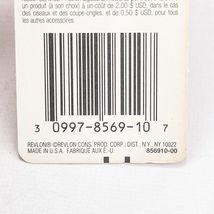 un produit (à son choix) à un coût de 2,00 $ USD, dans le cas
des ciseaux et des coupe-ongles, et de 0,50 $ USD, pour tous
les autres accessoires.
3 0997-8569-10 7
REVLON ®/DREVLON CONS. PROD. CORP. DIST., N.Y., NY 10022
MADE IN U.S.A. FABRIQUÉ AUX É.-U. 856910-00